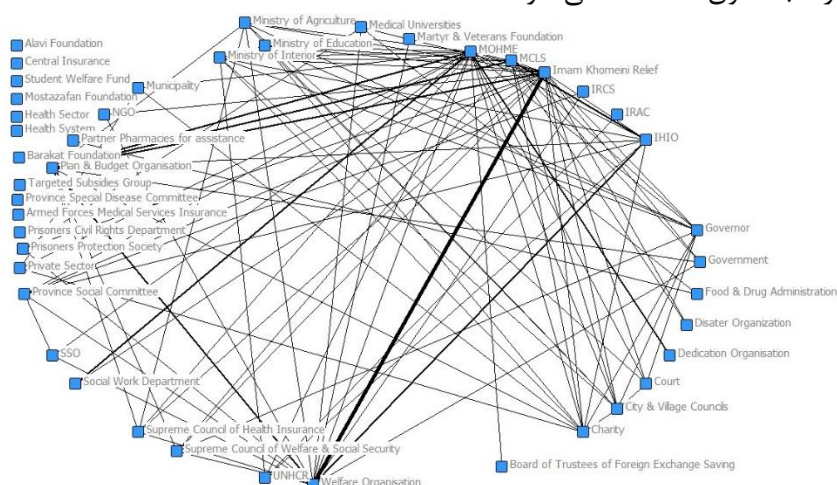 Ministry of Agriculture
Medical Universities
Martyr & Veterans Foundation
Ministry of Education
MOHME
Ministry of Interior
MCLS
Imam Khomeini Relief
Alavi Foundation
Central Insurance
Student Welfare Fund
Municipality
IRCS
Mostazafan Foundation
NGO
IRAC
Health Sector
Health System
Partner Pharmacies for assistance
IHIO
Barakat Foundation
Plan & Budget Organisation
Targeted Subsidies Group
Province Special Disease Committee
Armed Forces Medical Services Insurance
Prisoners Civil Rights Department
Governor
Prisoners Protection Society
Government
Private Sector
Province Social Committee
Food & Drug Administration
Disater Organization
SSO
Dedication Organisation
Social Work Department
Court
City & Village Councils
Supreme Council of Health Insurance
Charity
Supreme Council of Welfare & Social Security
Board of Trustees of Foreign Exchange Saving
UNHCR
Welfare Organisation